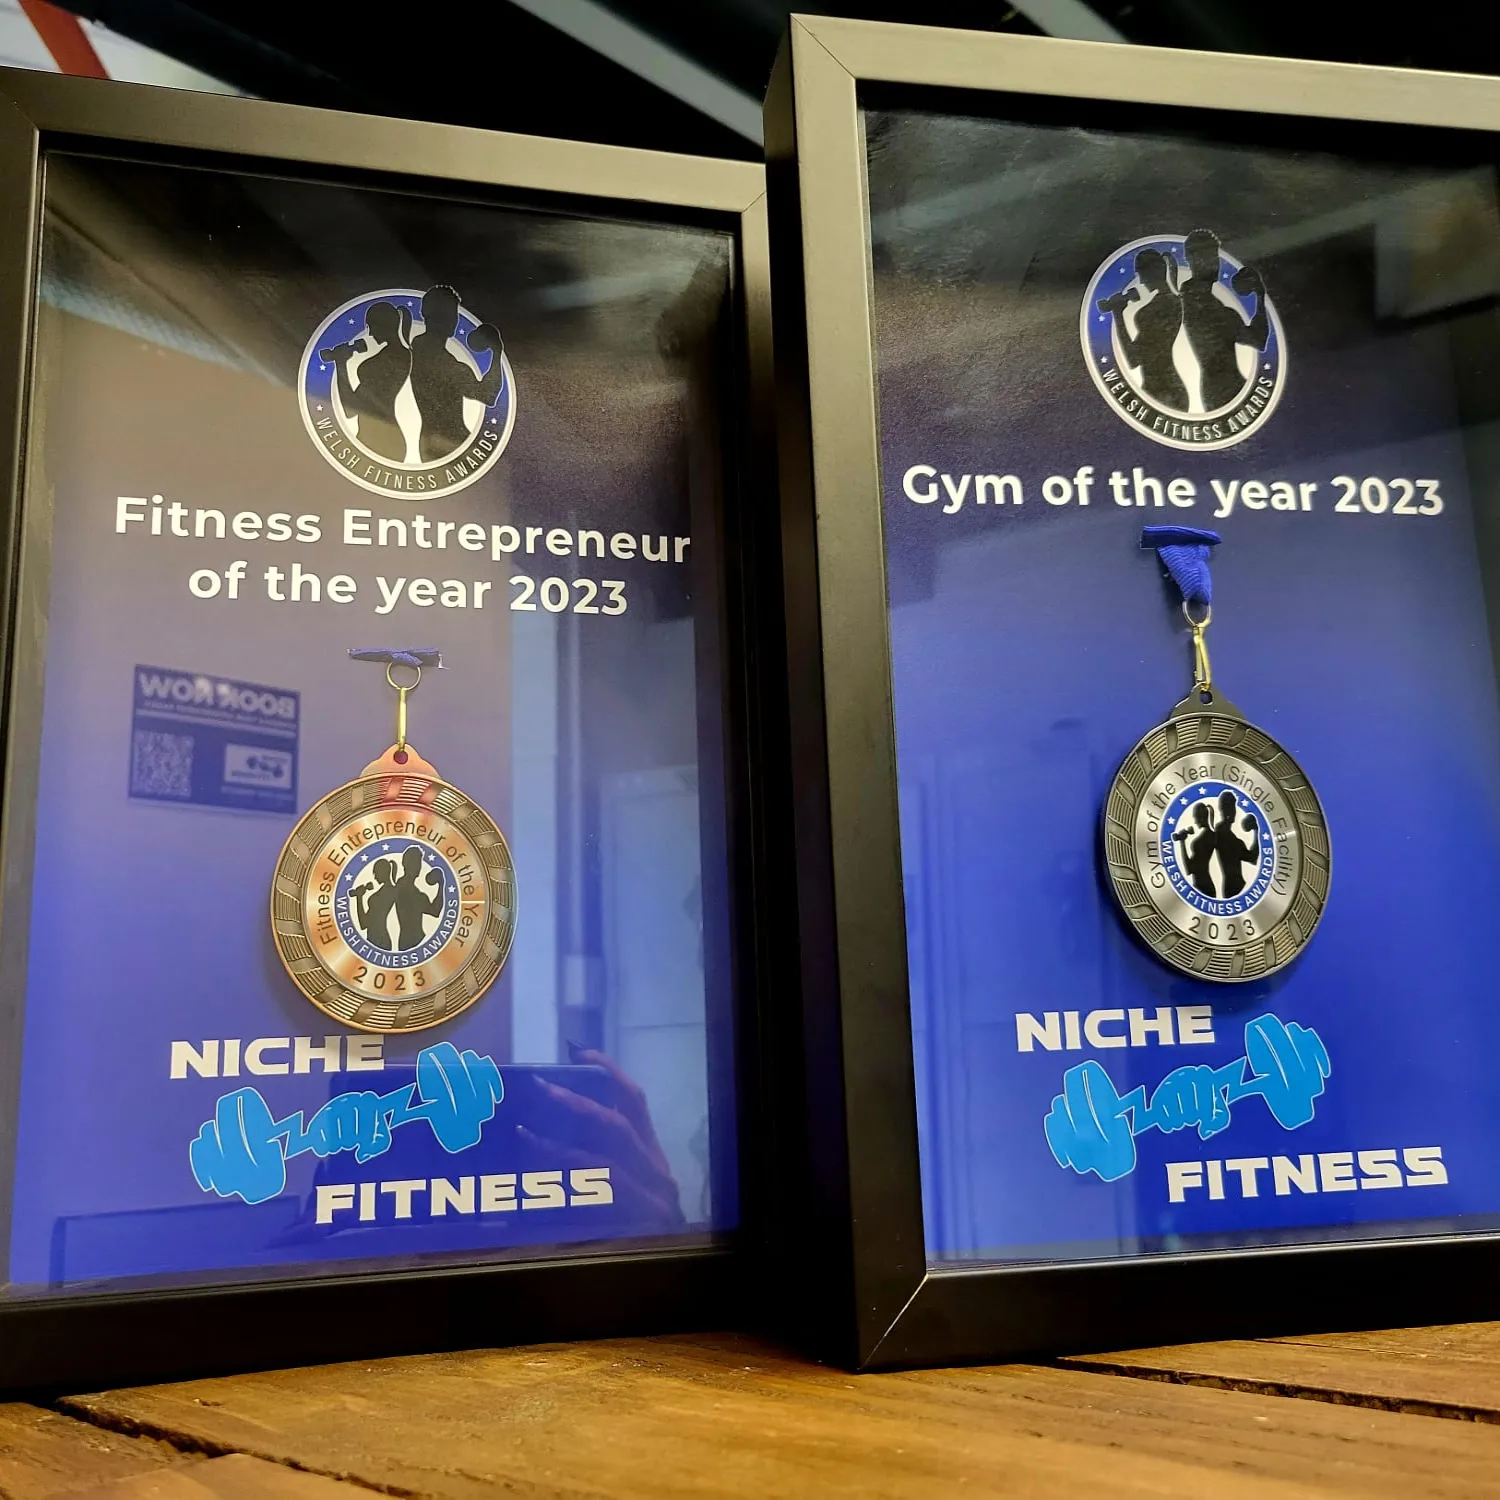 WELSH FITNESS AWARDS
Fitness Entrepreneur
of the year 2023
BOOK NOW
Fitness Entrepreneur of the Year
WELSH FITNESS AWARDS
2023
NICHE
FITNESS
WELSH FITNESS AWARDS
Gym of the year 2023
Gym of the Year (Single Facility)
WELSH FITNESS AWARDS
2023
NICHE
FITNESS